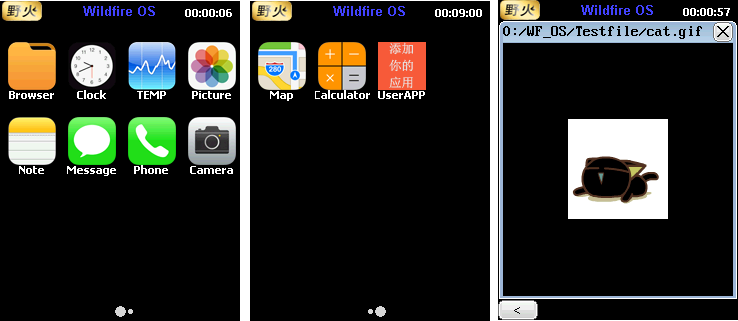 野火 Wildfire OS 00:00:06
Browser Clock TEMP Picture
Note Message Phone Camera
野火 Wildfire OS 00:09:00
280
添加
你的
应用
Map Calculator UserAPP
野火 Wildfire OS 00:00:57
0:/WF_OS/Testfile/cat.gif
<